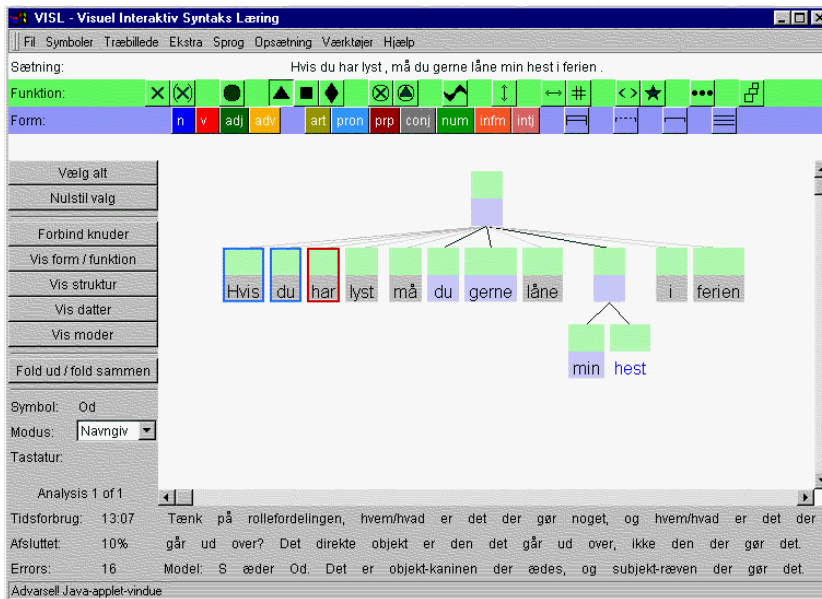 VISL - Visuel Interaktiv Syntaks Læring
Fil Symboler Træbillede Ekstra Sprog Opsætning Værktøjer Hjælp
Sætning: Hvis du har lyst , må du gerne låne min hest i ferien .
Funktion:
Form: n v adj adv art pron prp conj num infm intj
Vælg alt
Nulstil valg
Forbind knuder
Vis form / funktion
Vis struktur
Vis datter
Vis moder
Fold ud / fold sammen
Symbol: Od
Modus: Navngiv
Tastatur:
Analysis 1 of 1
Hvis du har lyst må du gerne låne i ferien
min hest
Tidsforbrug: 13:07 Tænk på rollefordelingen, hvem/hvad er det der gør noget, og hvem/hvad er det der
Afsluttet: 10% går ud over? Det direkte objekt er den det går ud over, ikke den der gør det.
Errors: 16 Model: S æder Od. Det er objekt-kaninen der ædes, og subjekt-ræven der gør det.
Advarsel! Java-applet-vindue